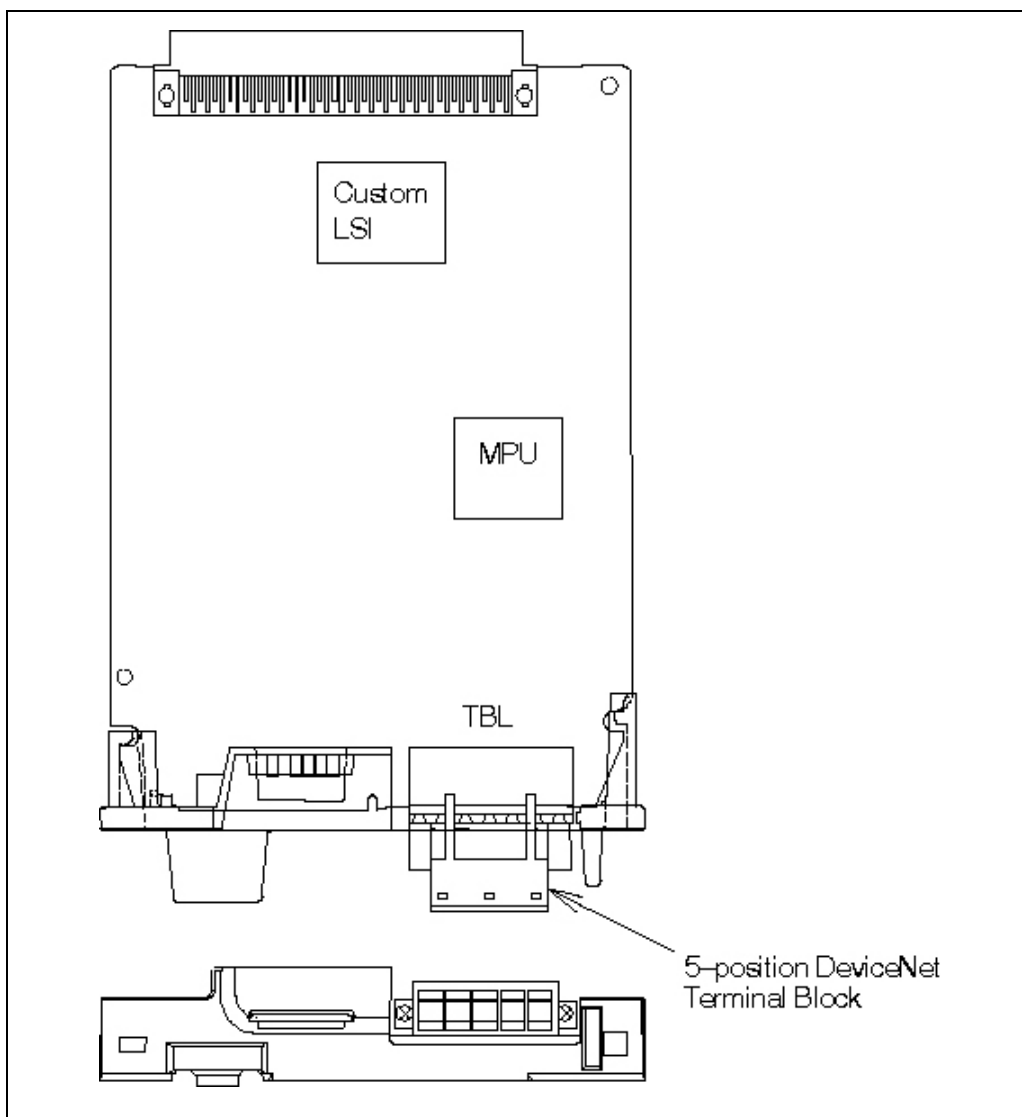 Custom
LSI
MPU
TBL
5–position DeviceNet
Terminal Block